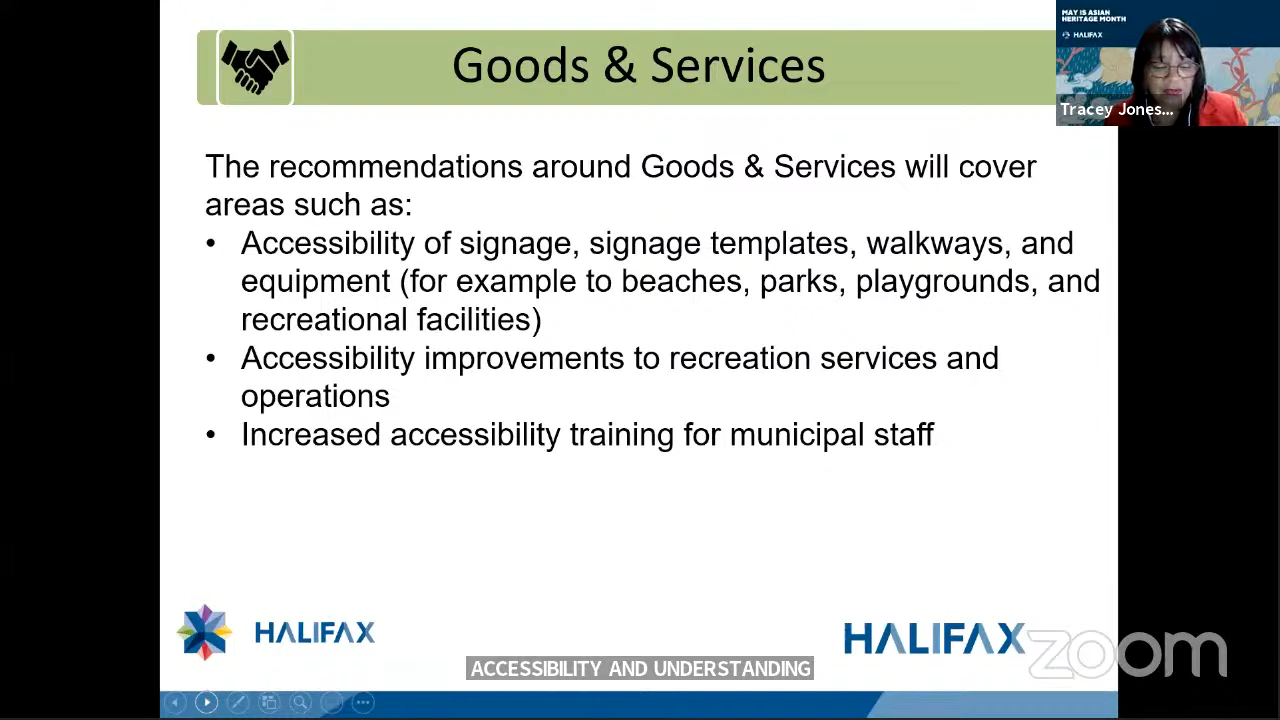 Goods & Services
MAY IS ASIAN
HERITAGE MONTH
HALIFAX
Tracey Jones...
The recommendations around Goods & Services will cover
areas such as:
• Accessibility of signage, signage templates, walkways, and
equipment (for example to beaches, parks, playgrounds, and
recreational facilities)
• Accessibility improvements to recreation services and
operations
• Increased accessibility training for municipal staff
HALIFAX
HALIFAX
zoom
ACCESSIBILITY AND UNDERSTANDING